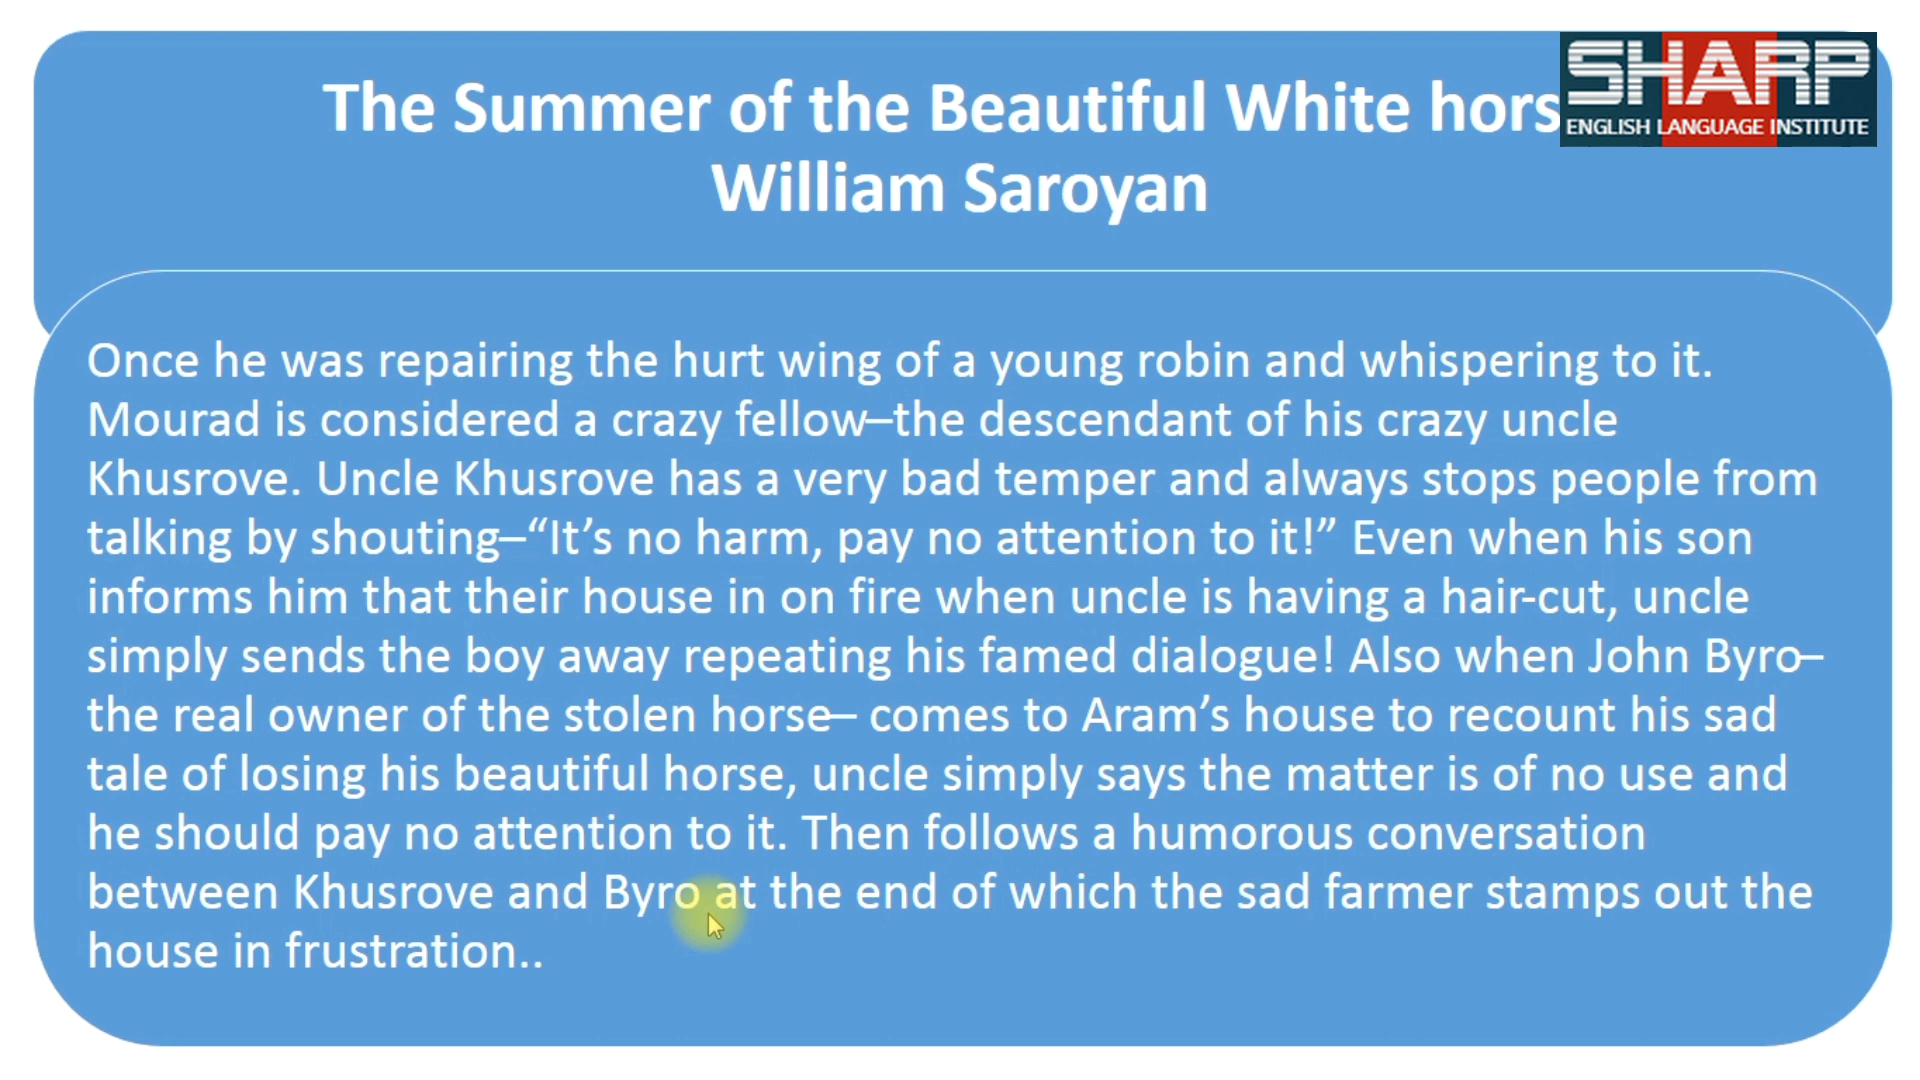 The Summer of the Beautiful White hors
William Saroyan
SHARP
ENGLISH LANGUAGE INSTITUTE
Once he was repairing the hurt wing of a young robin and whispering to it.
Mourad is considered a crazy fellow–the descendant of his crazy uncle
Khusrove. Uncle Khusrove has a very bad temper and always stops people from
talking by shouting–“It’s no harm, pay no attention to it!” Even when his son
informs him that their house in on fire when uncle is having a hair-cut, uncle
simply sends the boy away repeating his famed dialogue! Also when John Byro–
the real owner of the stolen horse– comes to Aram’s house to recount his sad
tale of losing his beautiful horse, uncle simply says the matter is of no use and
he should pay no attention to it. Then follows a humorous conversation
between Khusrove and Byro at the end of which the sad farmer stamps out the
house in frustration..